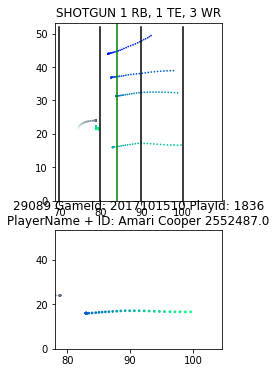 SHOTGUN 1 RB, 1 TE, 3 WR
50
40
30
20
10
0
70 80 90 100
29089 GameId: 2017101510 PlayId: 1836
PlayerName + ID: Amari Cooper 2552487.0
40
20
0
80 90 100